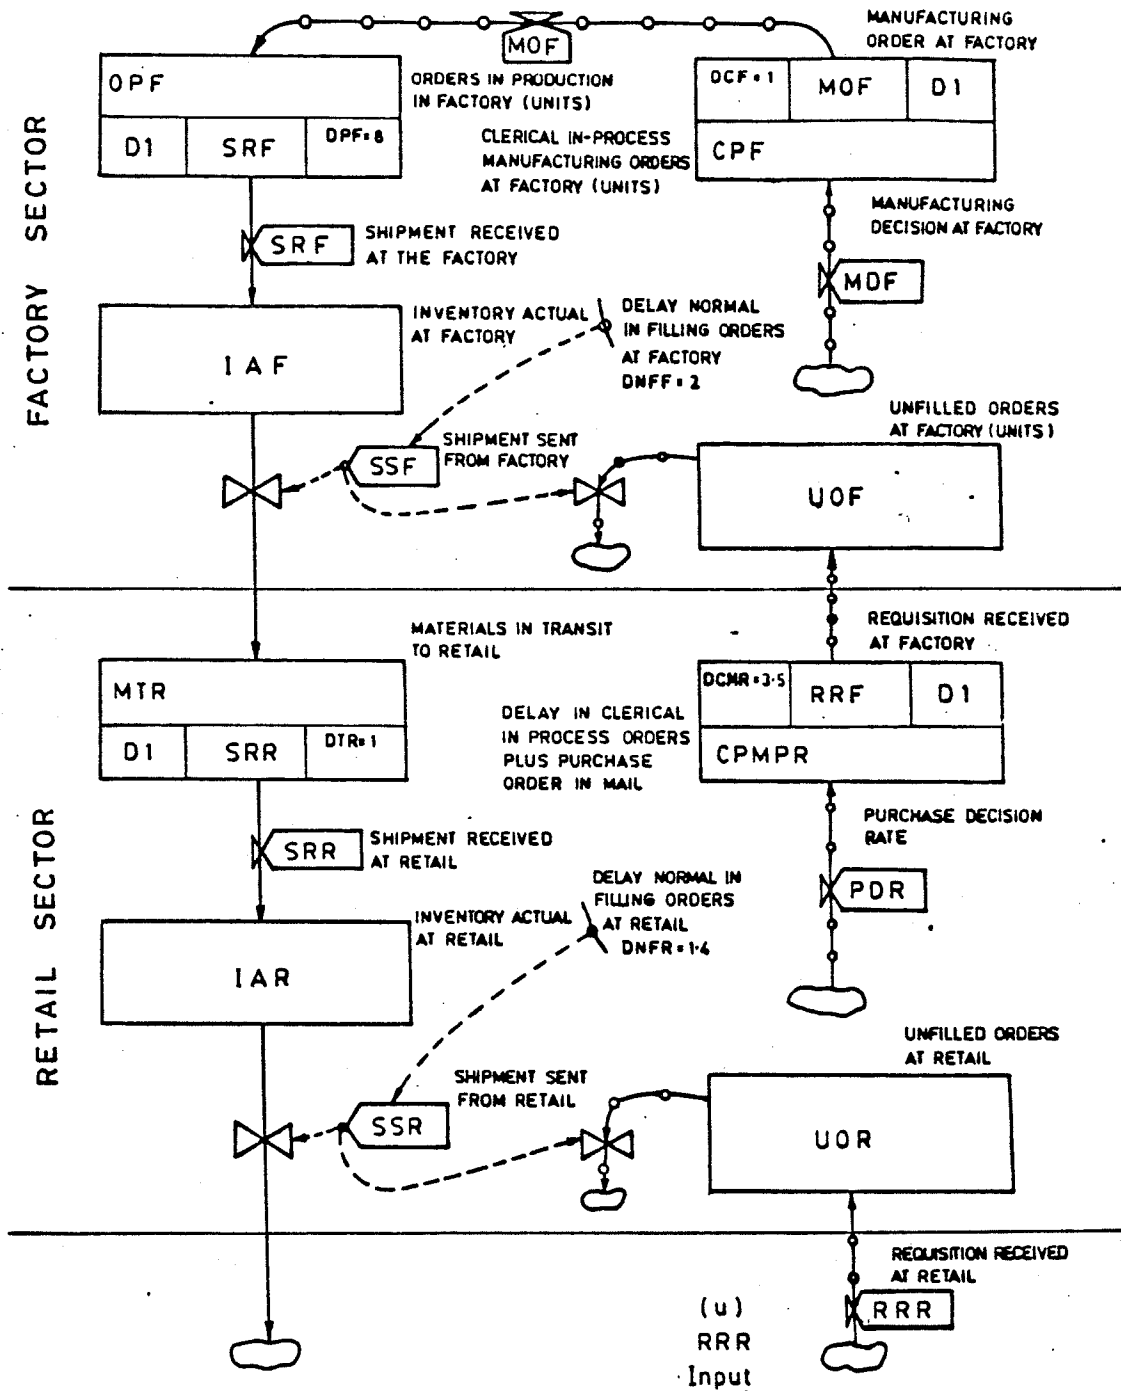 MANUFACTURING
ORDER AT FACTORY
MOF
OPF
D1
SRF
DPF=8
ORDERS IN PRODUCTION
IN FACTORY (UNITS)
DCF=1
MOF
D1
CPF
CLERICAL IN-PROCESS
MANUFACTURING ORDERS
AT FACTORY (UNITS)
FACTORY SECTOR
SRF
SHIPMENT RECEIVED
AT THE FACTORY
MANUFACTURING
DECISION AT FACTORY
MDF
IAF
INVENTORY ACTUAL
AT FACTORY
DELAY NORMAL
IN FILLING ORDERS
AT FACTORY
DNFF=2
SHIPMENT SENT
FROM FACTORY
SSF
UNFILLED ORDERS
AT FACTORY (UNITS)
UOF
MATERIALS IN TRANSIT
TO RETAIL
REQUISITION RECEIVED
AT FACTORY
MTR
D1
SRR
DTR=1
DCMR=3.5
RRF
D1
CPMPR
DELAY IN CLERICAL
IN PROCESS ORDERS
PLUS PURCHASE
ORDER IN MAIL
RETAIL SECTOR
SRR
SHIPMENT RECEIVED
AT RETAIL
PURCHASE DECISION
RATE
PDR
IAR
INVENTORY ACTUAL
AT RETAIL
DELAY NORMAL IN
FILLING ORDERS
AT RETAIL
DNFR=1.4
SHIPMENT SENT
FROM RETAIL
SSR
UNFILLED ORDERS
AT RETAIL
UOR
REQUISITION RECEIVED
AT RETAIL
RRR
(u)
RRR
Input